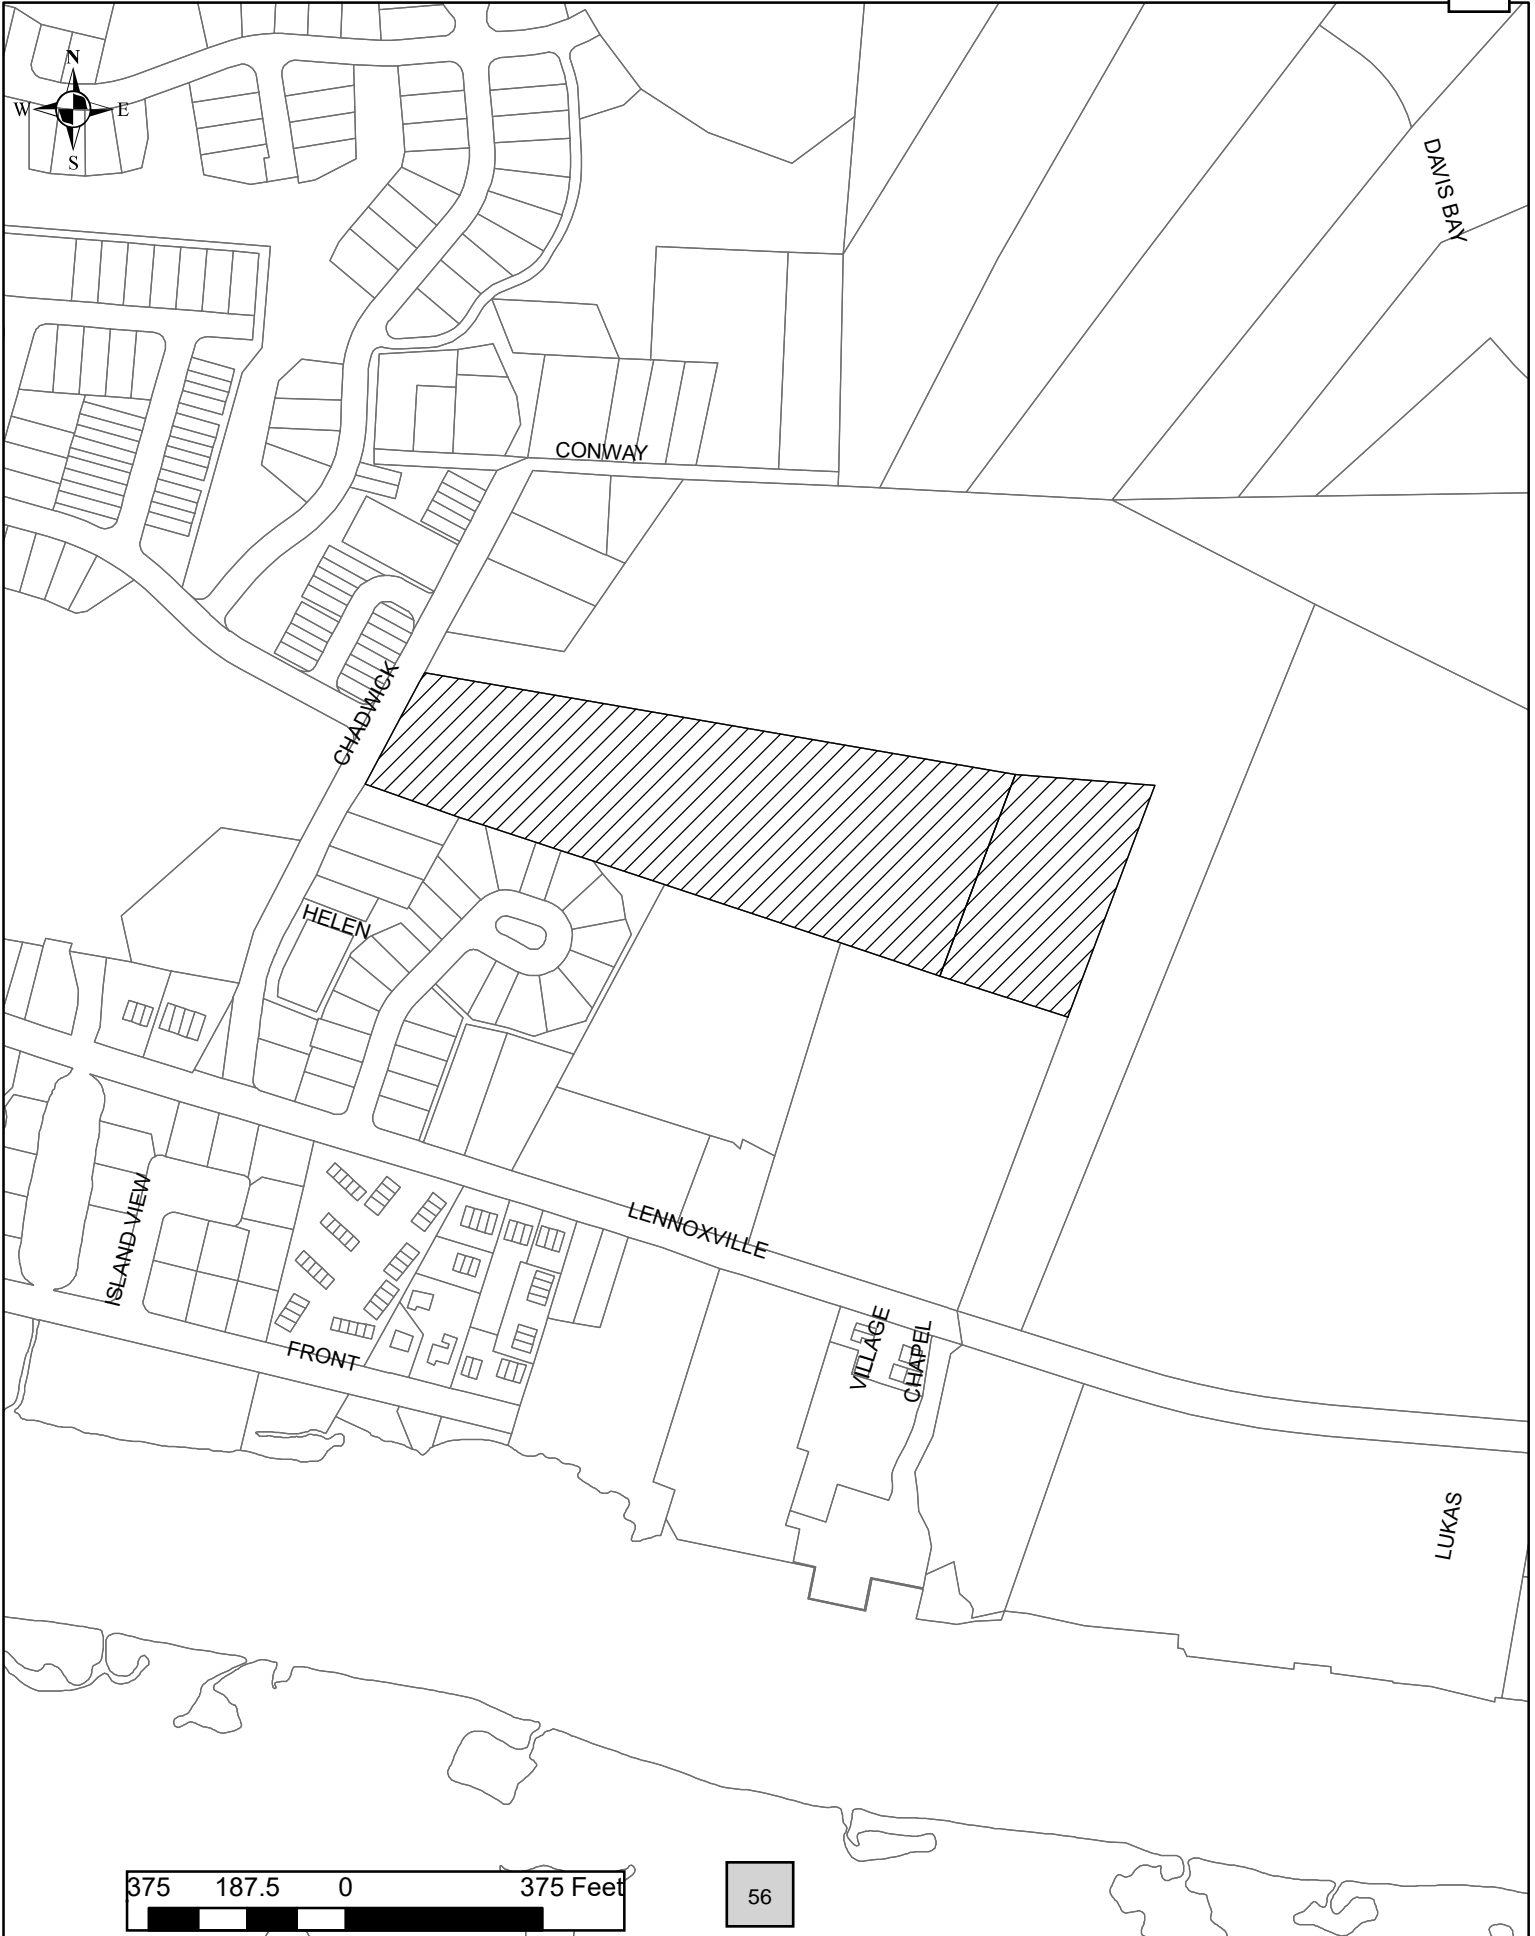 N
W E
S
DAVIS BAY
CONWAY
CHADWICK
HELEN
ISLAND VIEW
LENNOXVILLE
FRONT
VILLAGE
CHAPEL
LUKAS
375 187.5 0 375 Feet
56